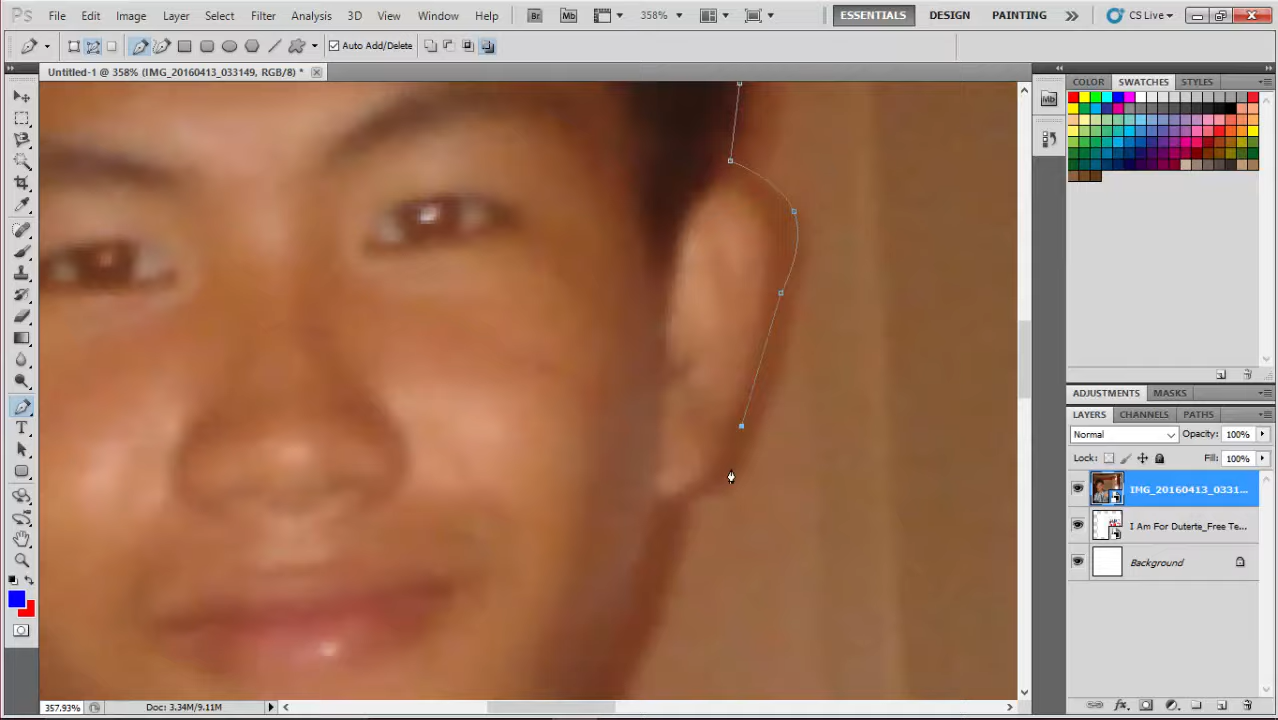 Ps File Edit Image Layer Select Filter Analysis 3D View Window Help Br Mb 358% ESSENTIALS DESIGN PAINTING CS Live
Auto Add/Delete
Untitled-1 @ 358% (IMG_20160413_033149, RGB/8) *
COLOR SWATCHES STYLES
Mb
ADJUSTMENTS MASKS
LAYERS CHANNELS PATHS
Normal Opacity: 100%
Lock: Fill: 100%
IMG_20160413_0331...
I Am For Duterte_Free Te...
Background
T
357.93% Doc: 3.34M/9.11M
fx